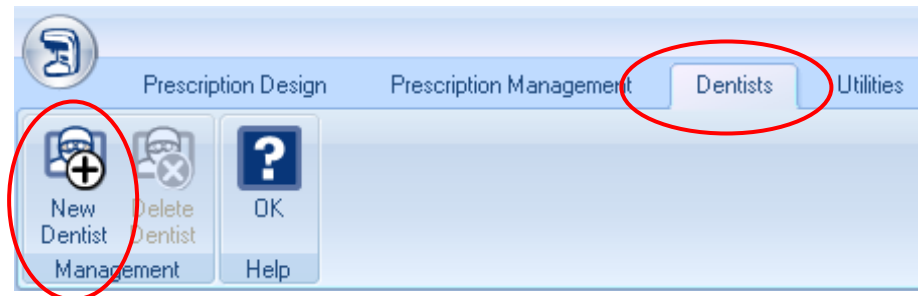 Prescription Design Prescription Management Dentists Utilities
New Delete OK
Dentist Dentist
Management Help